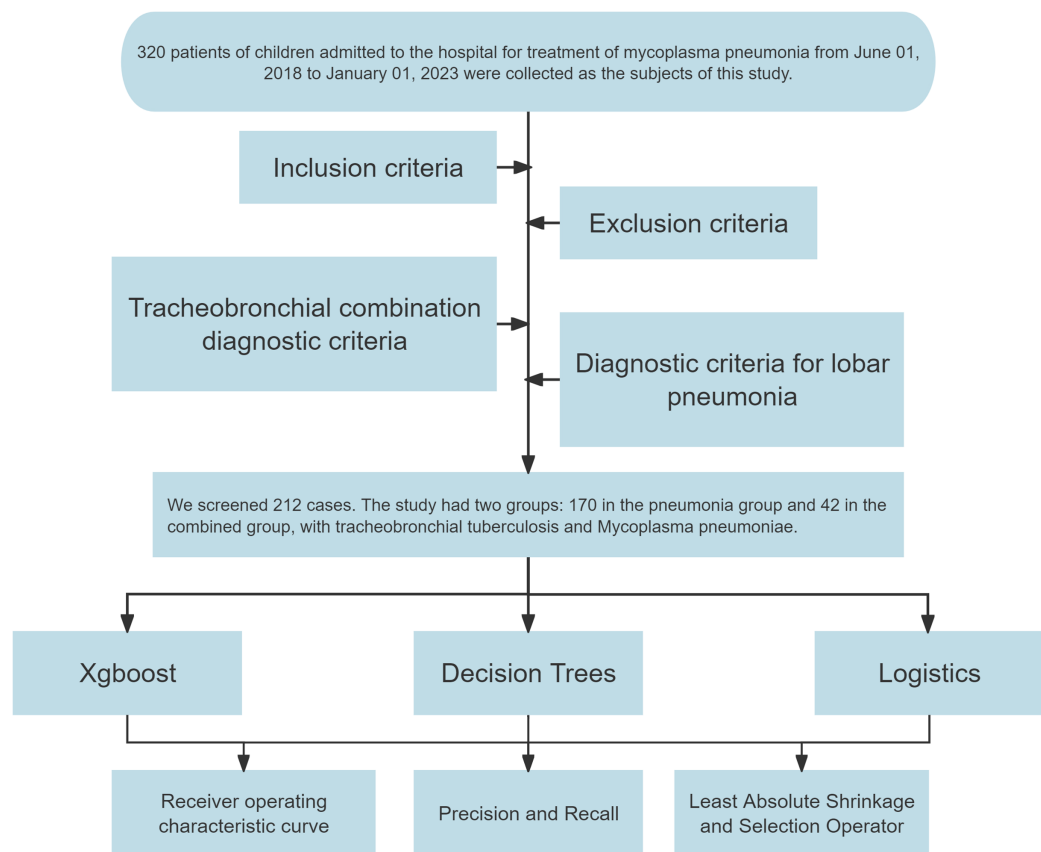 320 patients of children admitted to the hospital for treatment of mycoplasma pneumonia from June 01,
2018 to January 01, 2023 were collected as the subjects of this study.
Inclusion criteria
Exclusion criteria
Tracheobronchial combination
diagnostic criteria
Diagnostic criteria for lobar
pneumonia
We screened 212 cases. The study had two groups: 170 in the pneumonia group and 42 in the
combined group, with tracheobronchial tuberculosis and Mycoplasma pneumoniae.
Xgboost
Decision Trees
Logistics
Receiver operating
characteristic curve
Precision and Recall
Least Absolute Shrinkage
and Selection Operator